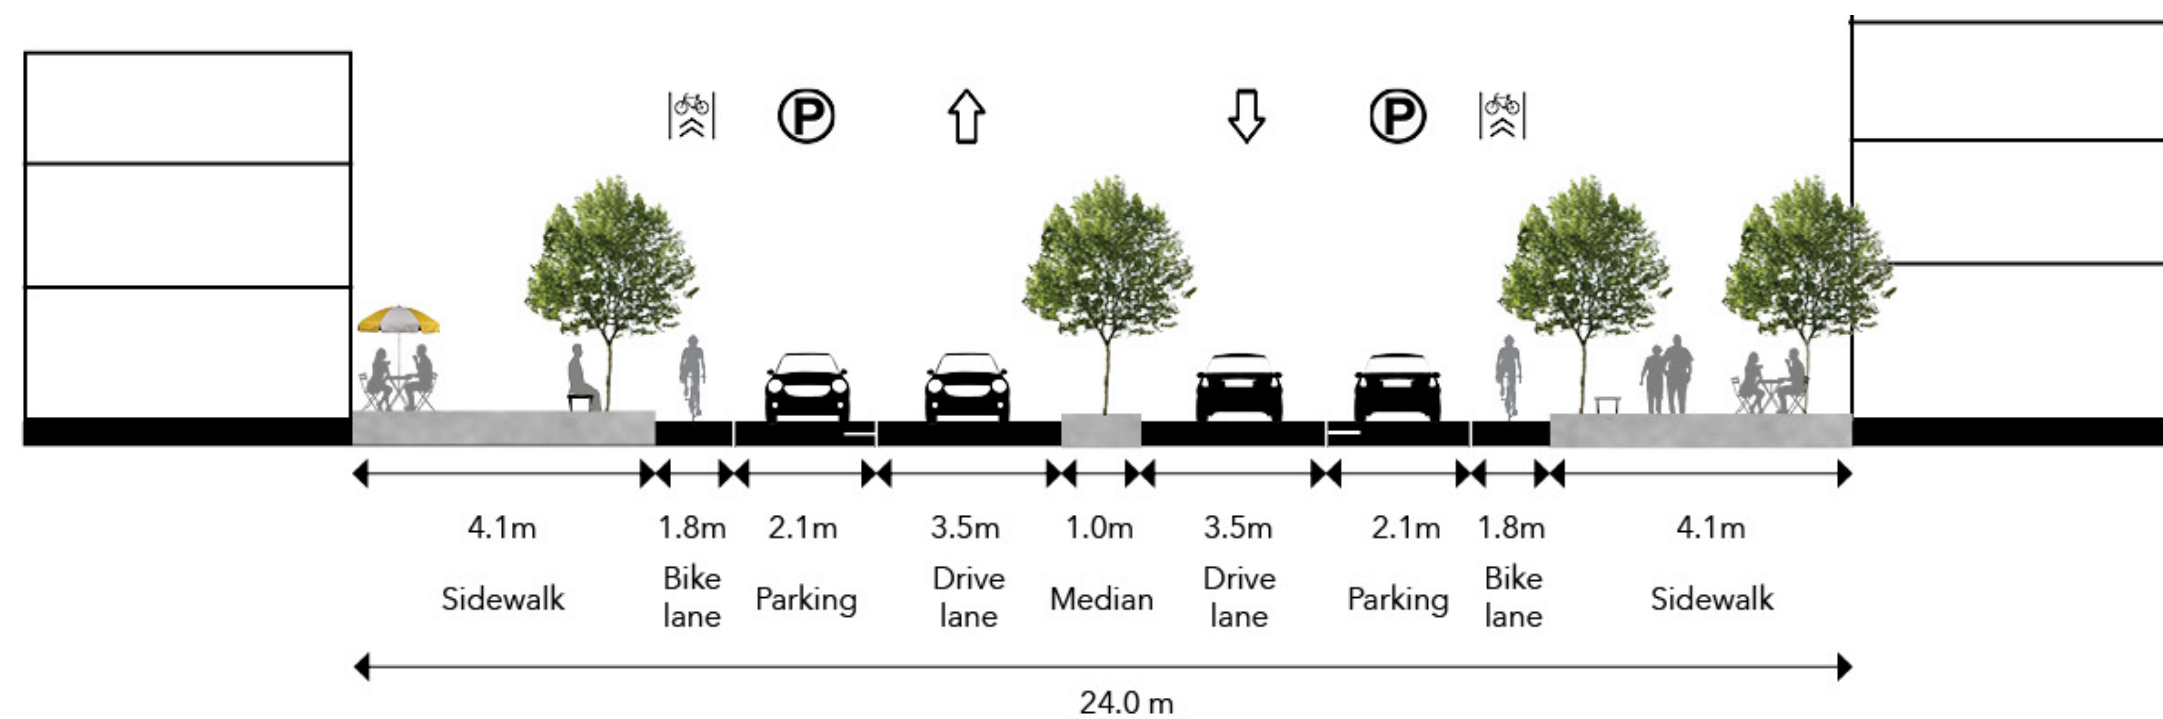 P
P
4.1m
1.8m
2.1m
3.5m
1.0m
3.5m
2.1m
1.8m
4.1m
Sidewalk
Bike
lane
Parking
Drive
lane
Median
Drive
lane
Parking
Bike
lane
Sidewalk
24.0 m